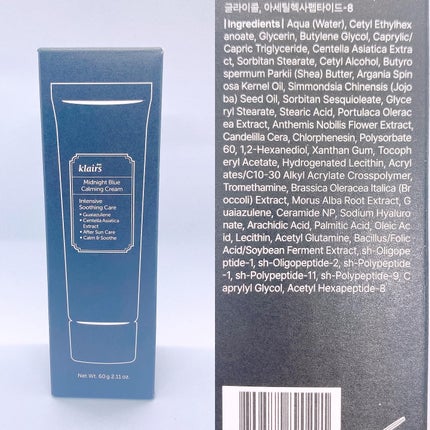 klairs
Midnight Blue
Calming Cream
Intensive
Soothing Care
• Guaiazulene
• Centella Asiatica
Extract
• After Sun Care
• Calm & Soothe
Net. Wt. 60g 2.11 oz.
글라이콜, 아세틸헥사펩타이드-8
|Ingredients| Aqua (Water), Cetyl Ethylhex
anoate, Glycerin, Butylene Glycol, Caprylic/
Capric Triglyceride, Centella Asiatica Extra
ct, Sorbitan Stearate, Cetyl Alcohol, Butyro
spermum Parkii (Shea) Butter, Argania Spin
osa Kernel Oil, Simmondsia Chinensis (Jojo
ba) Seed Oil, Sorbitan Sesquioleate, Glyce
ryl Stearate, Stearic Acid, Portulaca Olerac
ea Extract, Anthemis Nobilis Flower Extract,
Candelilla Cera, Chlorphenesin, Polysorbate
60, 1,2-Hexanediol, Xanthan Gum, Tocoph
eryl Acetate, Hydrogenated Lecithin, Acryl
ates/C10-30 Alkyl Acrylate Crosspolymer,
Tromethamine, Brassica Oleracea Italica (Br
occoli) Extract, Morus Alba Root Extract, G
uaiazulene, Ceramide NP, Sodium Hyaluro
nate, Arachidic Acid, Palmitic Acid, Oleic Ac
id, Lecithin, Acetyl Glutamine, Bacillus/Folic
Acid/Soybean Ferment Extract, sh-Oligope
ptide-1, sh-Oligopeptide-2, sh-Polypeptide
-1, sh-Polypeptide-11, sh-Polypeptide-9, C
aprylyl Glycol, Acetyl Hexapeptide-8